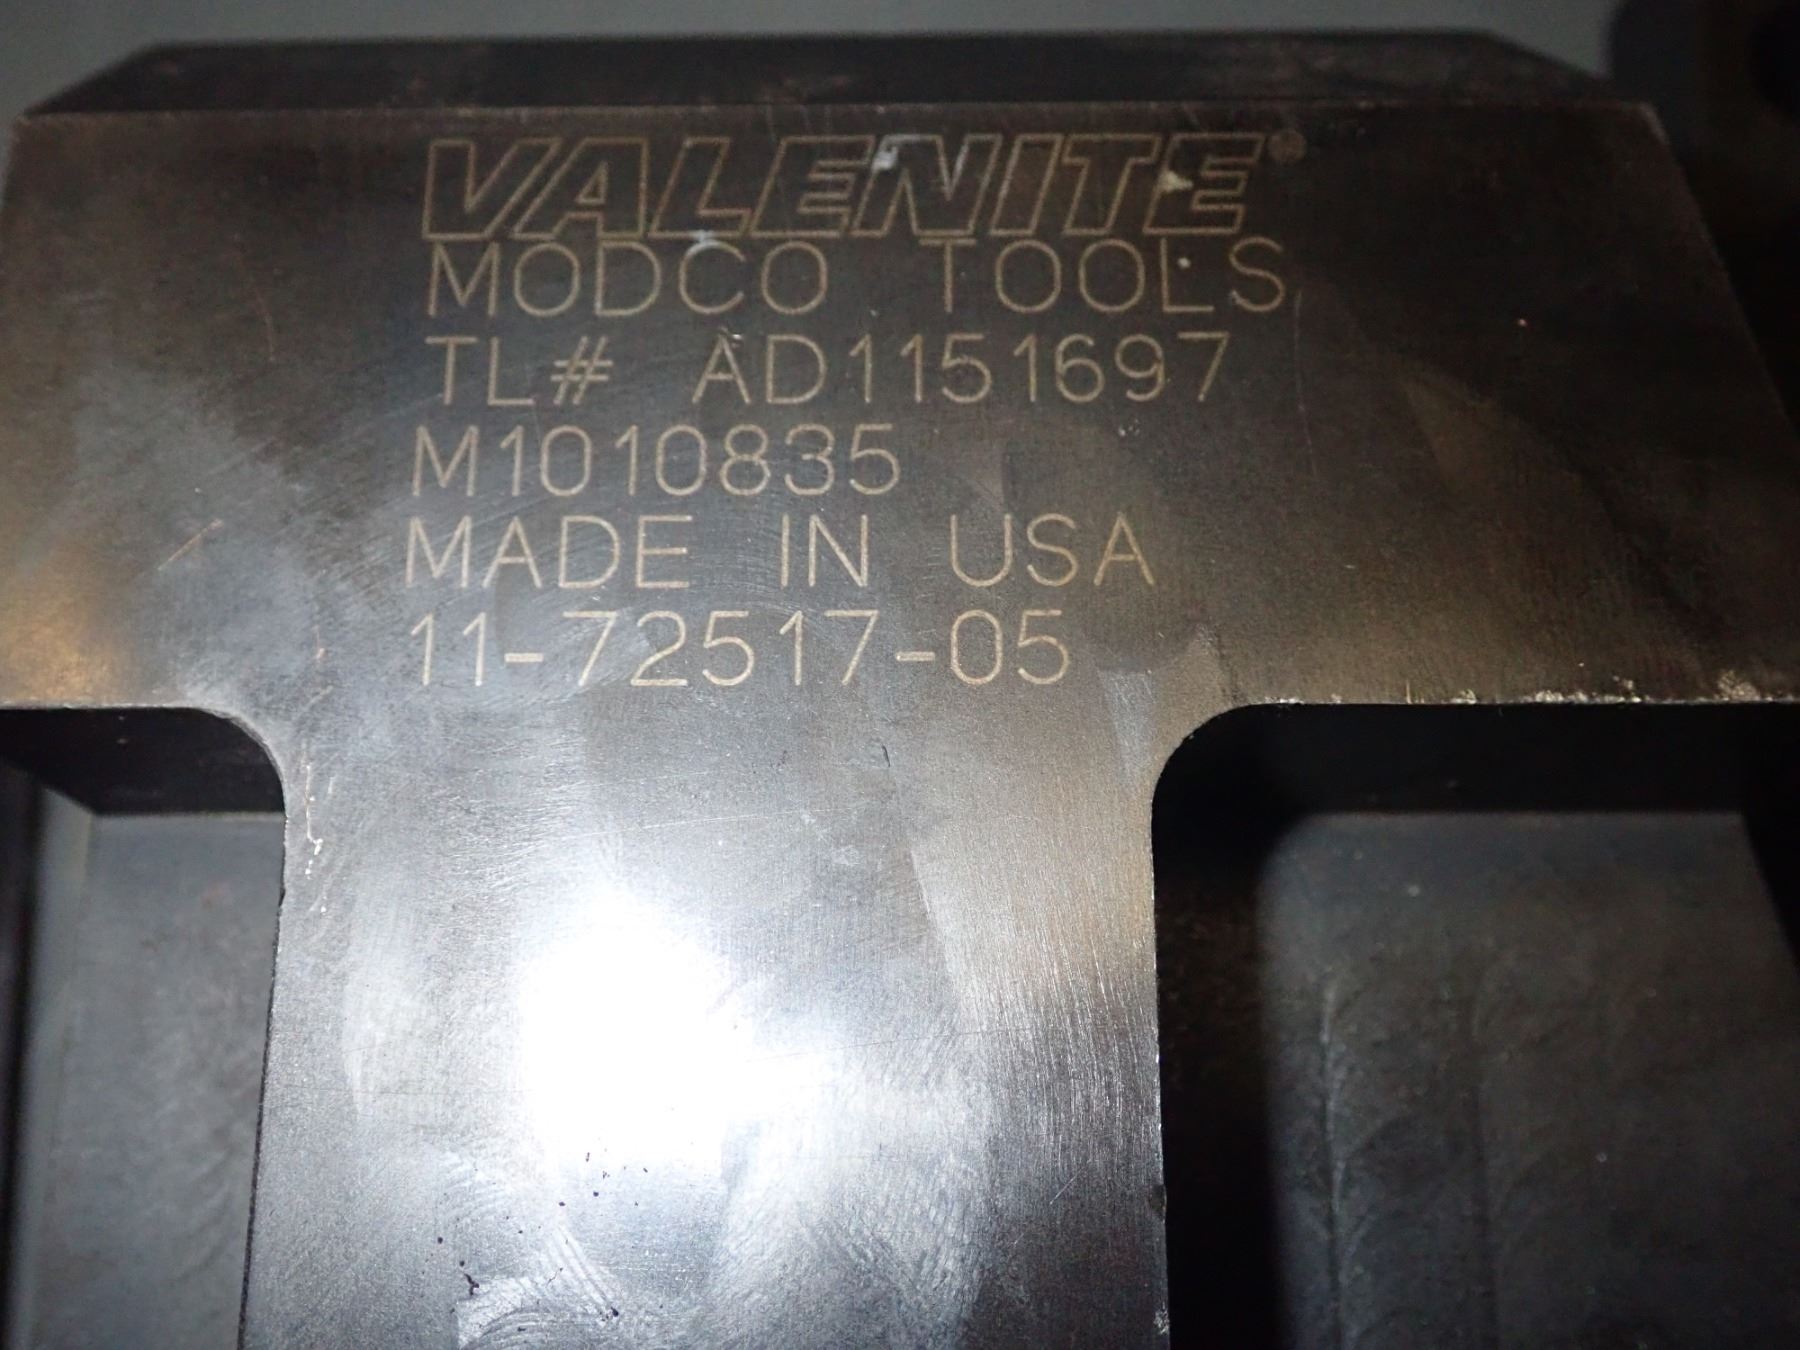 VALENITE®
MODCO TOOLS
TL# AD1151697
M1010835
MADE IN USA
11-72517-05